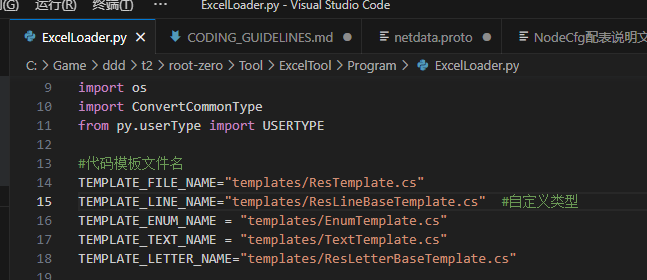 运行(R) 终端(T) ... ExcelLoader.py - Visual Studio Code
ExcelLoader.py CODING_GUIDELINES.md netdata.proto NodeCfg配表说明文
C: > Game > ddd > t2 > root-zero > Tool > ExcelTool > Program > ExcelLoader.py
9 import os
10 import ConvertCommonType
11 from py.userType import USERTYPE
12
13 #代码模板文件名
14 TEMPLATE_FILE_NAME="templates/ResTemplate.cs"
15 TEMPLATE_LINE_NAME="templates/ResLineBaseTemplate.cs" #自定义类型
16 TEMPLATE_ENUM_NAME = "templates/EnumTemplate.cs"
17 TEMPLATE_TEXT_NAME = "templates/TextTemplate.cs"
18 TEMPLATE_LETTER_NAME="templates/ResLetterBaseTemplate.cs"